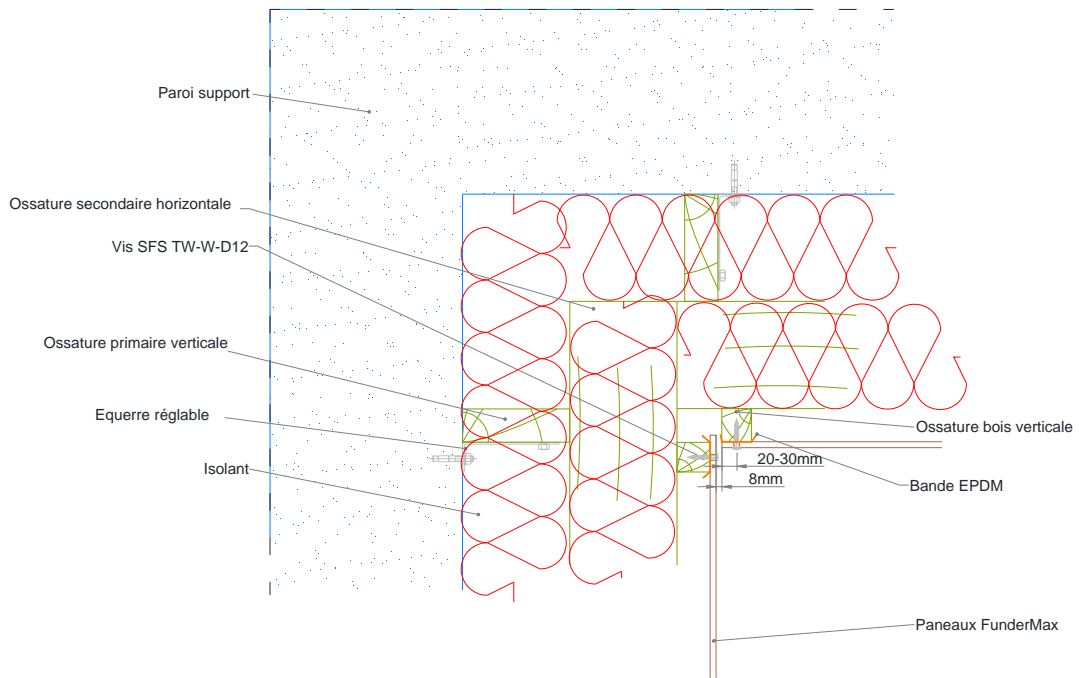 Paroi support
Ossature secondaire horizontale
Vis SFS TW-W-D12
Ossature primaire verticale
Equerre réglable
Isolant
Ossature bois verticale
20-30mm
8mm
Bande EPDM
Paneaux FunderMax